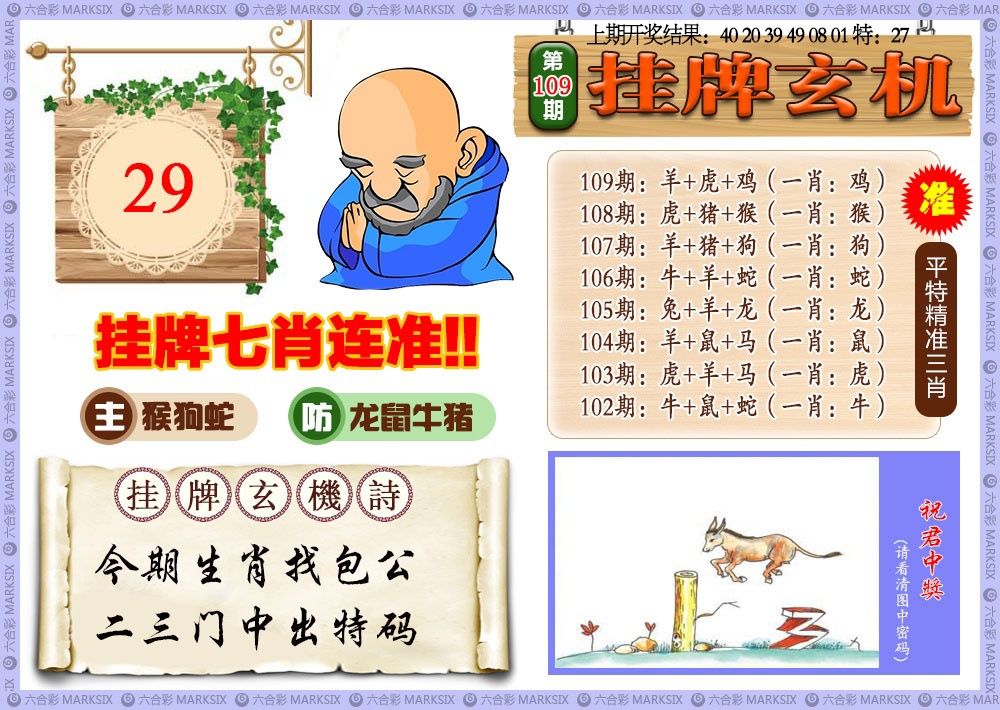 六合彩 MARKSIX
上期开奖结果：40 20 39 49 08 01 特：27
第109期
挂牌玄机
29
挂牌七肖连准!!
主 猴狗蛇
防 龙鼠牛猪
挂牌玄機詩
今期生肖找包公
二三门中出特码
109期：羊+虎+鸡（一肖：鸡）
108期：虎+猪+猴（一肖：猴）
107期：羊+猪+狗（一肖：狗）
106期：牛+羊+蛇（一肖：蛇）
105期：兔+羊+龙（一肖：龙）
104期：羊+鼠+马（一肖：鼠）
103期：虎+羊+马（一肖：虎）
102期：牛+鼠+蛇（一肖：牛）
准
平特精准三肖
祝君中獎
（请看清图中密码）